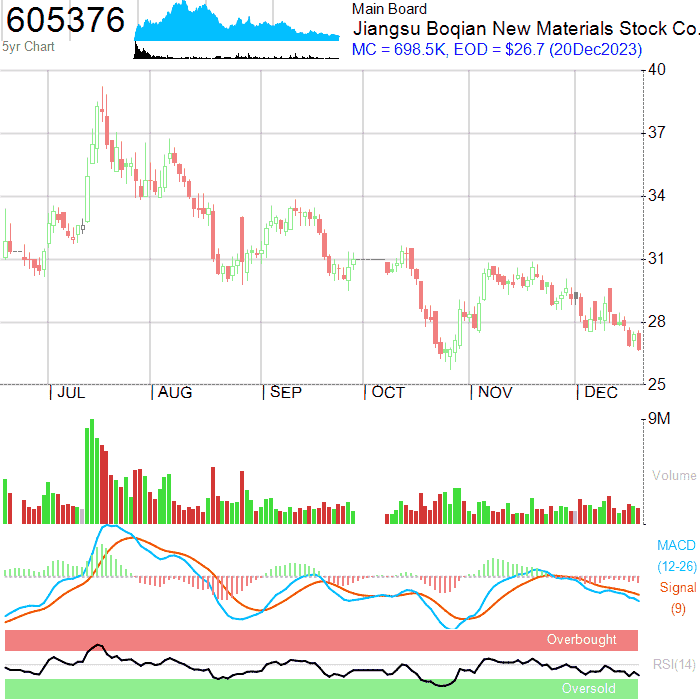 605376
5yr Chart
Main Board
Jiangsu Boqian New Materials Stock Co.
MC = 698.5K, EOD = $26.7 (20Dec2023)
40
37
34
31
28
25
JUL AUG SEP OCT NOV DEC
9M
Volume
MACD
(12-26)
Signal
(9)
Overbought
RSI(14)
Oversold